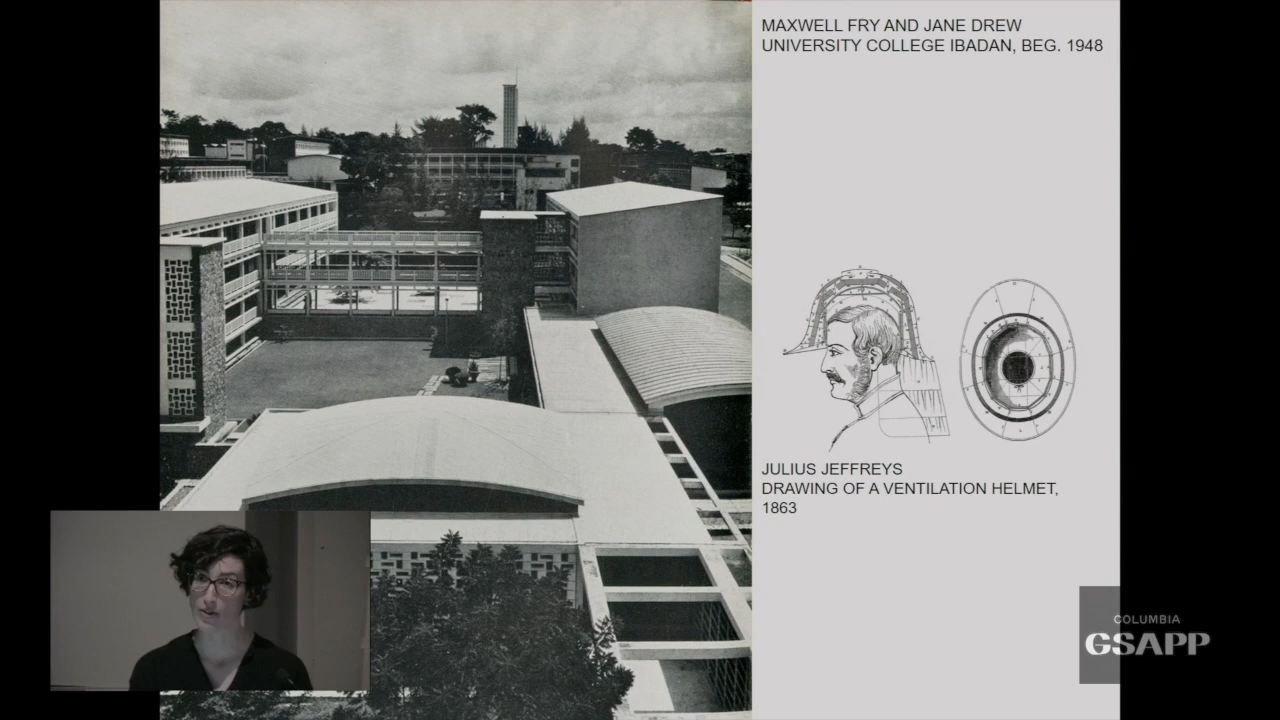 MAXWELL FRY AND JANE DREW
UNIVERSITY COLLEGE IBADAN, BEG. 1948
JULIUS JEFFREYS
DRAWING OF A VENTILATION HELMET,
1863
COLUMBIA
GSAPP